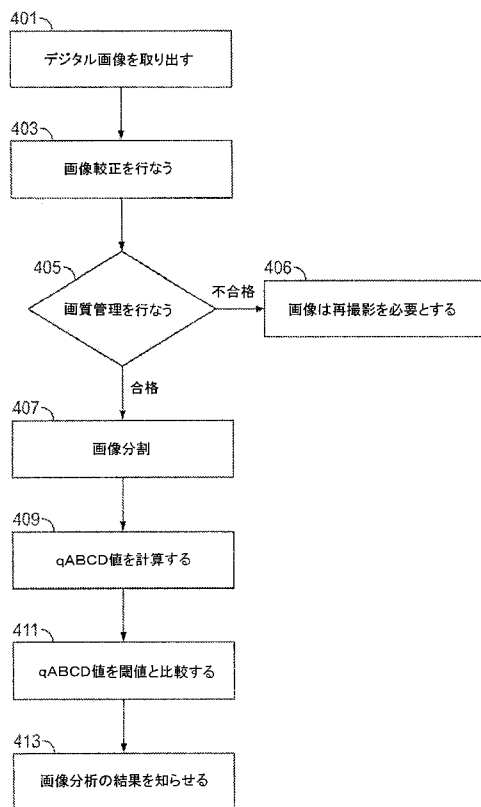 401
デジタル画像を取り出す
403
画像較正を行なう
405
画質管理を行なう
不合格
406
画像は再撮影を必要とする
合格
407
画像分割
409
qABCD値を計算する
411
qABCD値を閾値と比較する
413
画像分析の結果を知らせる